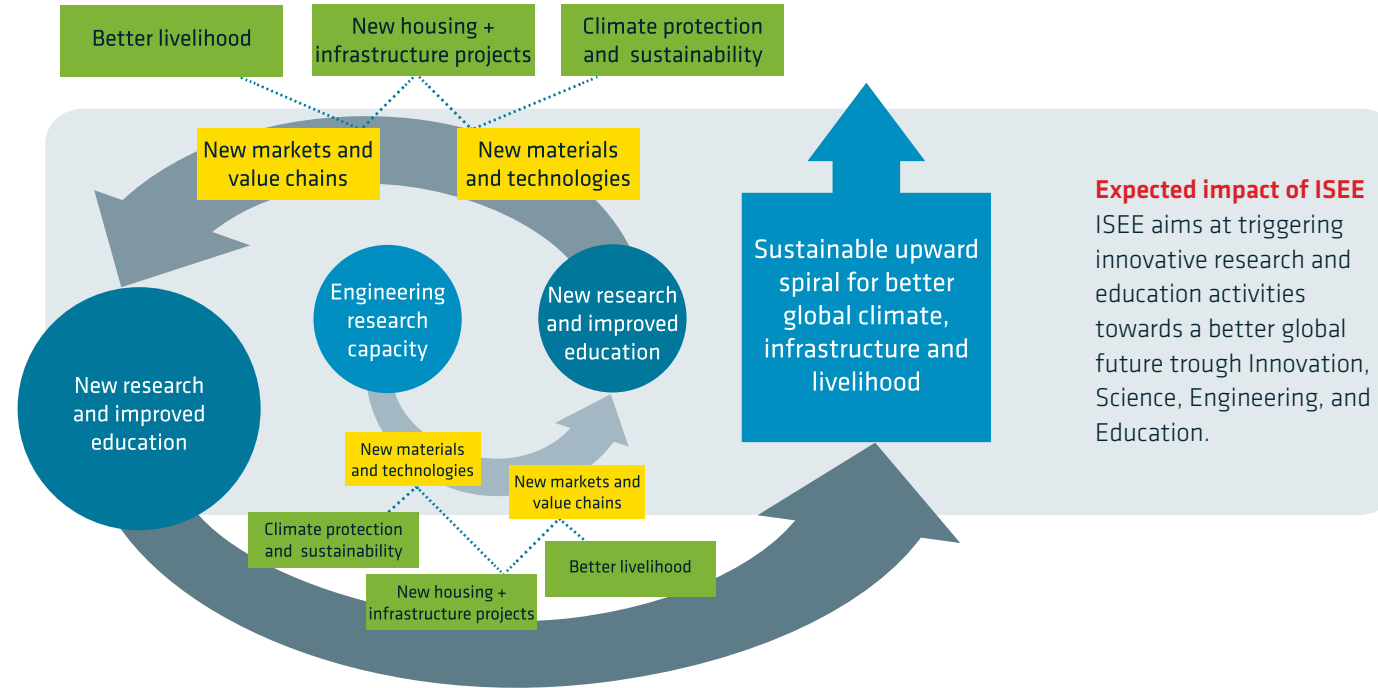 Better livelihood
New housing +
infrastructure projects
Climate protection
and sustainability
New markets and
value chains
New materials
and technologies
Engineering
research
capacity
New research
and improved
education
New research
and improved
education
New materials
and technologies
New markets and
value chains
Climate protection
and sustainability
Better livelihood
New housing +
infrastructure projects
Sustainable upward
spiral for better
global climate,
infrastructure and
livelihood
Expected impact of ISEE
ISEE aims at triggering
innovative research and
education activities
towards a better global
future trough Innovation,
Science, Engineering, and
Education.